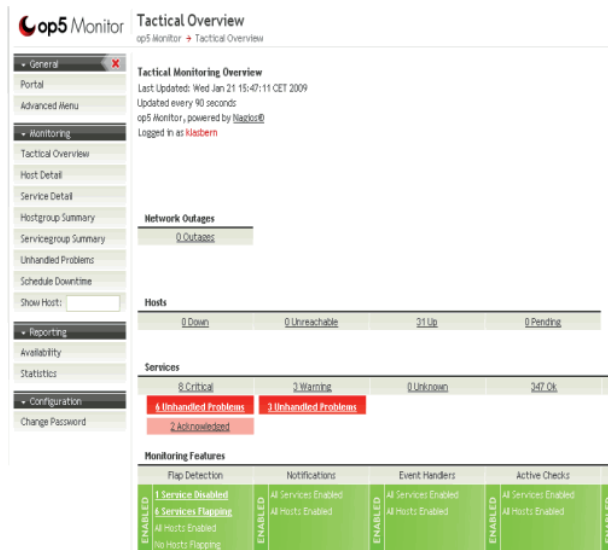 op5 Monitor
Tactical Overview
op5 Monitor → Tactical Overview
General
Portal
Advanced Menu
Monitoring
Tactical Overview
Host Detail
Service Detail
Hostgroup Summary
Servicegroup Summary
Unhandled Problems
Schedule Downtime
Show Host:
Reporting
Availability
Statistics
Configuration
Change Password
Tactical Monitoring Overview
Last Updated: Wed Jan 21 15:47:11 CET 2009
Updated every 90 seconds
op5 Monitor, powered by Nagios®
Logged in as klasbern
Network Outages
0 Outages
Hosts
0 Down 0 Unreachable 31 Up 0 Pending
Services
8 Critical 3 Warning 0 Unknown 347 Ok
6 Unhandled Problems 3 Unhandled Problems
2 Acknowledged
Monitoring Features
Flap Detection Notifications Event Handlers Active Checks
ENABLED 1 Service Disabled ENABLED All Services Enabled ENABLED All Services Enabled ENABLED All Services Enabled
6 Services Flapping All Hosts Enabled All Hosts Enabled All Hosts Enabled
All Hosts Enabled
No Hosts Flapping